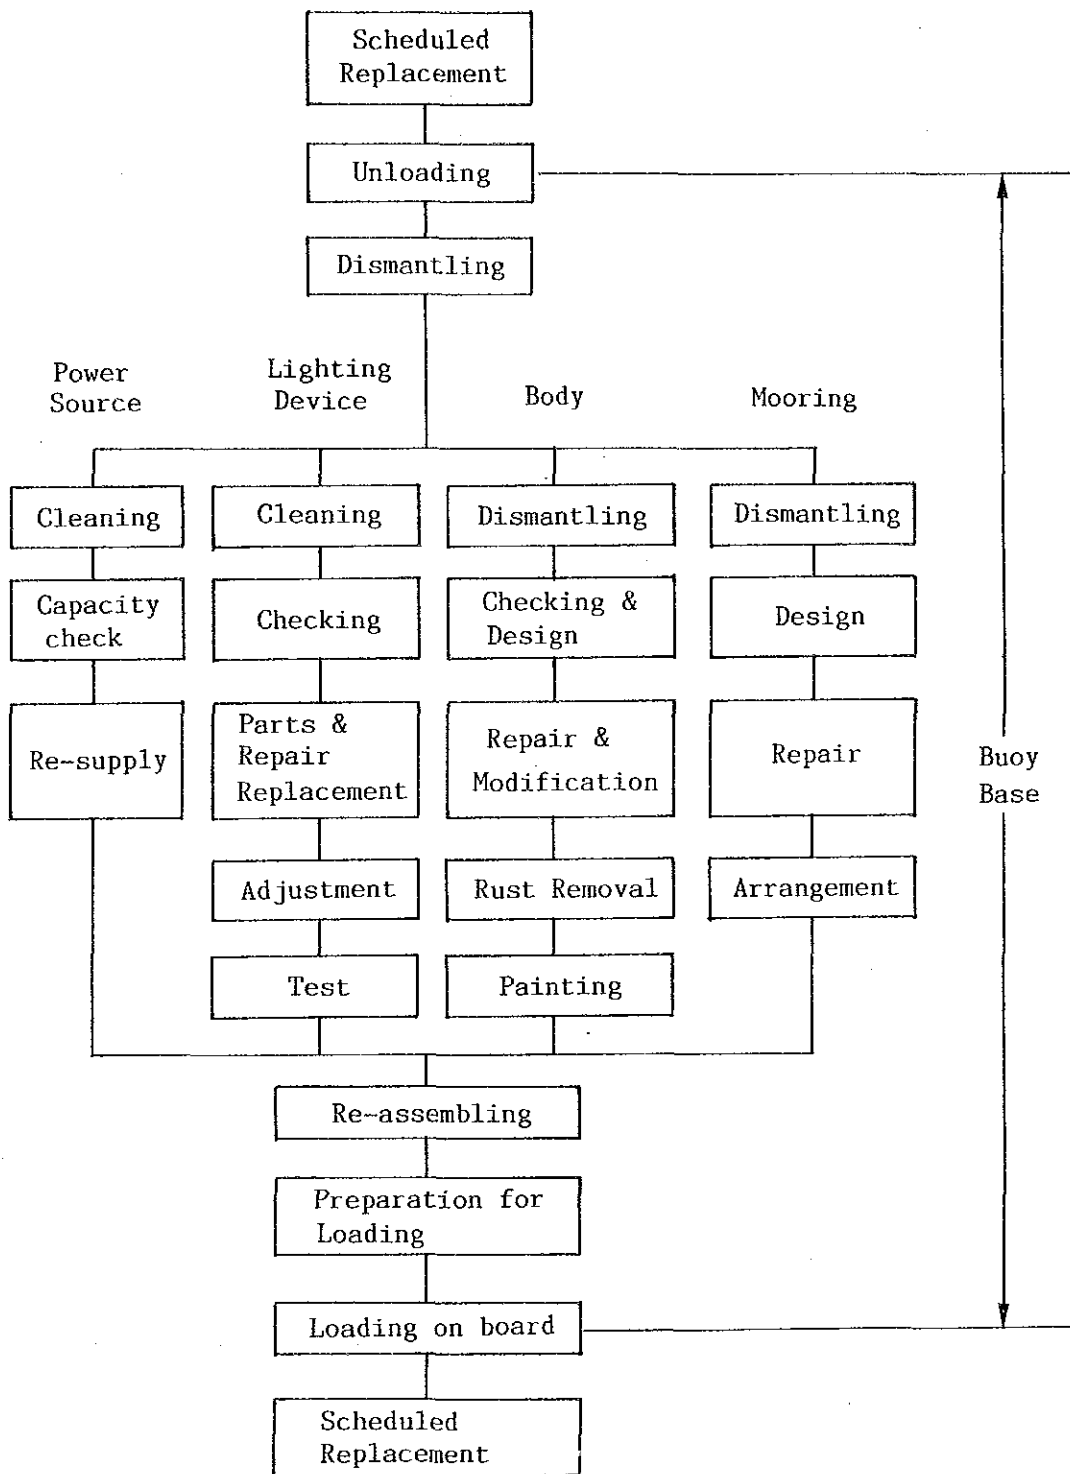 Scheduled
Replacement
Unloading
Dismantling
Power
Source
Lighting
Device
Body
Mooring
Cleaning
Capacity
check
Re-supply
Cleaning
Checking
Parts &
Repair
Replacement
Adjustment
Test
Dismantling
Checking &
Design
Repair &
Modification
Rust Removal
Painting
Dismantling
Design
Repair
Arrangement
Buoy
Base
Re-assembling
Preparation for
Loading
Loading on board
Scheduled
Replacement